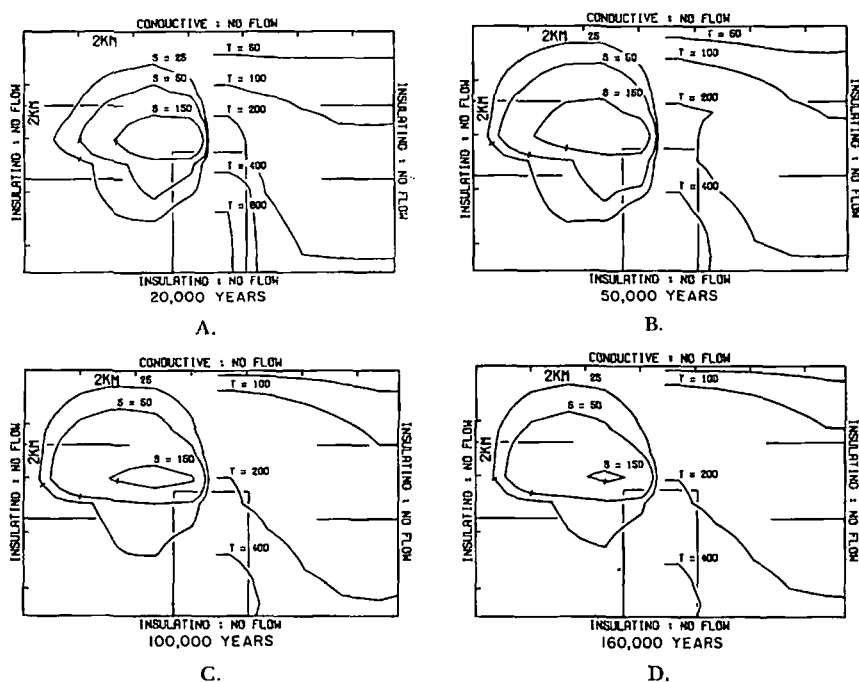 CONDUCTIVE : NO FLOW
2KM
S = 25
T = 60
S = 50
T = 100
S = 150
T = 200
T = 400
T = 600
2KM
INSULATING : NO FLOW
INSULATING : NO FLOW
INSULATING : NO FLOW
20,000 YEARS
A.
CONDUCTIVE : NO FLOW
2KM
25
T = 60
S = 50
T = 100
S = 150
T = 200
T = 400
2KM
INSULATING : NO FLOW
INSULATING : NO FLOW
INSULATING : NO FLOW
50,000 YEARS
B.
CONDUCTIVE : NO FLOW
2KM
25
T = 100
S = 50
S = 150
T = 200
T = 400
2KM
INSULATING : NO FLOW
INSULATING : NO FLOW
INSULATING : NO FLOW
100,000 YEARS
C.
CONDUCTIVE : NO FLOW
2KM
25
T = 100
S = 50
S = 150
T = 200
T = 400
2KM
INSULATING : NO FLOW
INSULATING : NO FLOW
INSULATING : NO FLOW
160,000 YEARS
D.